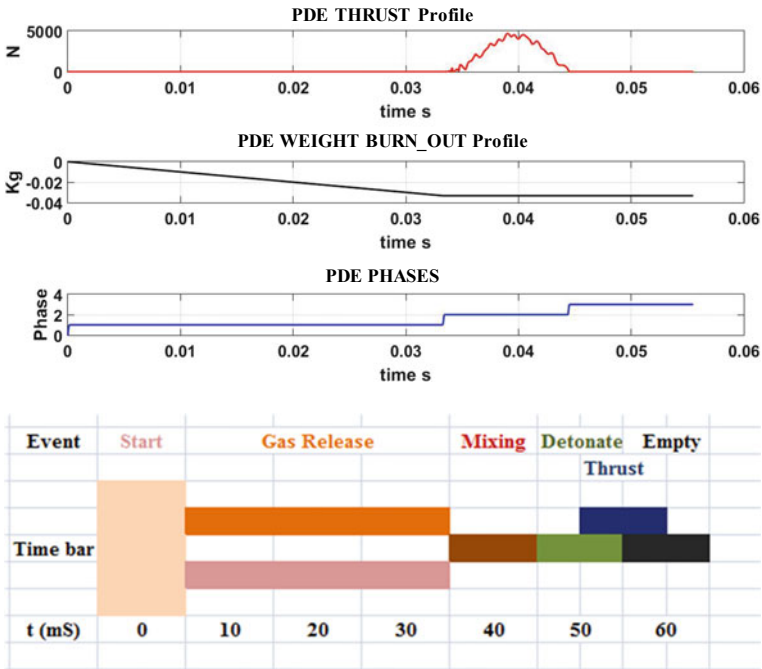 PDE THRUST Profile
N
5000
0
0 0.01 0.02 0.03 0.04 0.05 0.06
time s
PDE WEIGHT BURN_OUT Profile
Kg
0
-0.02
-0.04
0 0.01 0.02 0.03 0.04 0.05 0.06
time s
PDE PHASES
Phase
4
2
0
0 0.01 0.02 0.03 0.04 0.05 0.06
time s
Event Start Gas Release Mixing Detonate Empty
Thrust
Time bar
t (mS) 0 10 20 30 40 50 60